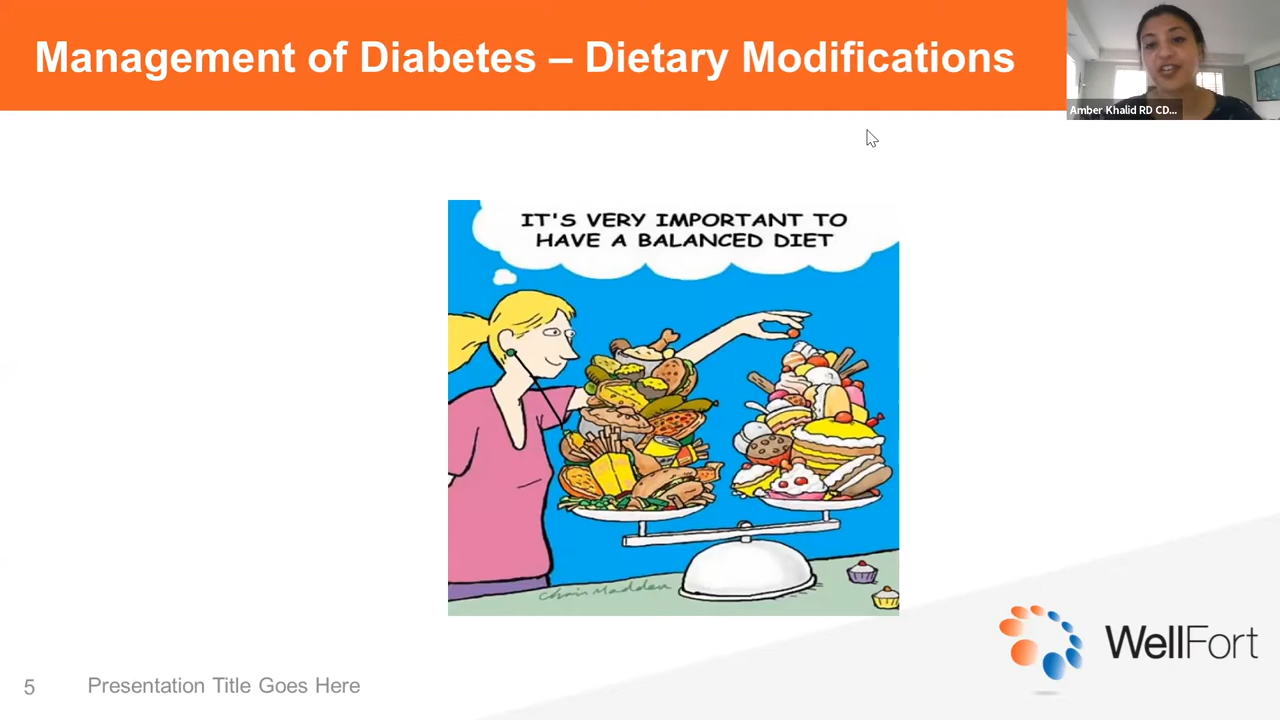 Management of Diabetes – Dietary Modifications
Amber Khalid RD CD...
IT'S VERY IMPORTANT TO
HAVE A BALANCED DIET
Chris Madden
WellFort
5
Presentation Title Goes Here